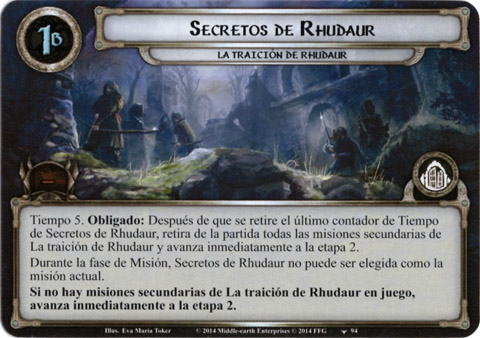 1B
SECRETOS DE RHUDAUR
LA TRAICIÓN DE RHUDAUR
–
Tiempo 5. Obligado: Después de que se retire el último contador de Tiempo
de Secretos de Rhudaur, retira de la partida todas las misiones secundarias de
La traición de Rhudaur y avanza inmediatamente a la etapa 2.
Durante la fase de Misión, Secretos de Rhudaur no puede ser elegida como la
misión actual.
Si no hay misiones secundarias de La traición de Rhudaur en juego,
avanza inmediatamente a la etapa 2.
Illus. Eva Maria Toker © 2014 Middle-earth Enterprises © 2014 FFG 94